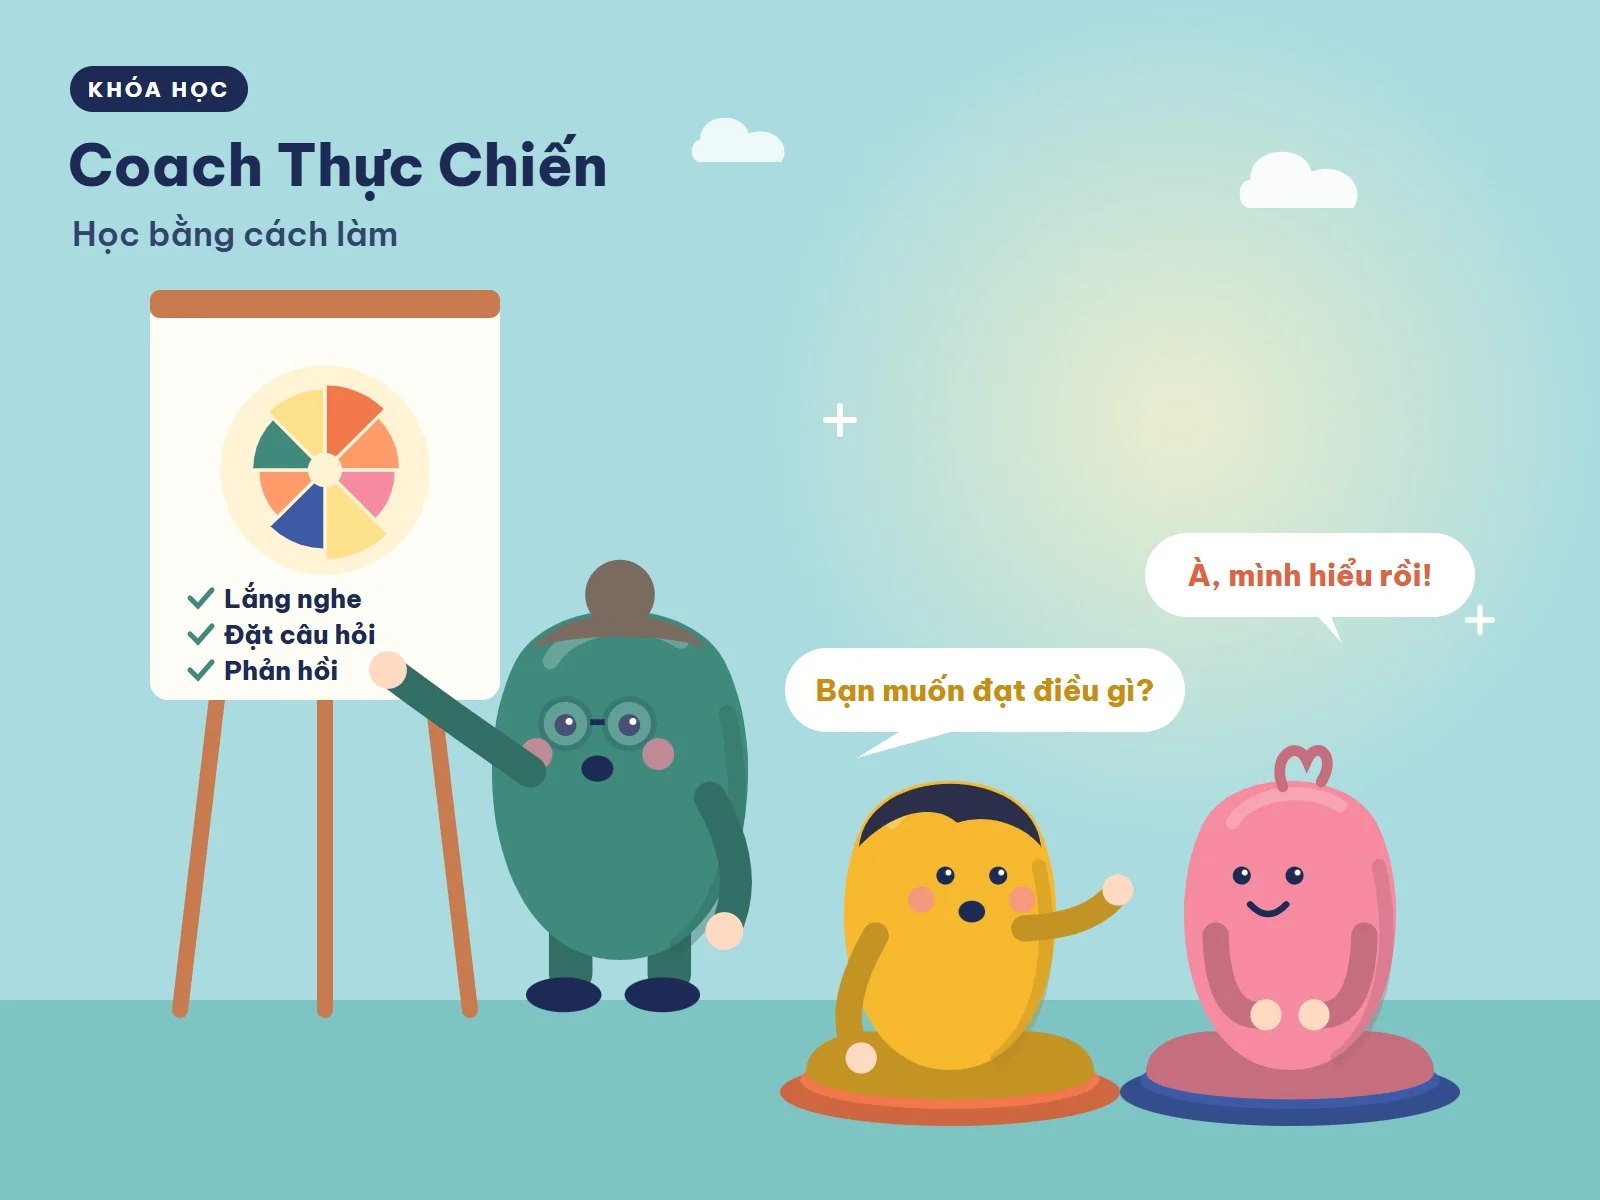 KHÓA HỌC
Coach Thực Chiến
Học bằng cách làm
Lắng nghe
Đặt câu hỏi
Phản hồi
À, mình hiểu rồi!
Bạn muốn đạt điều gì?